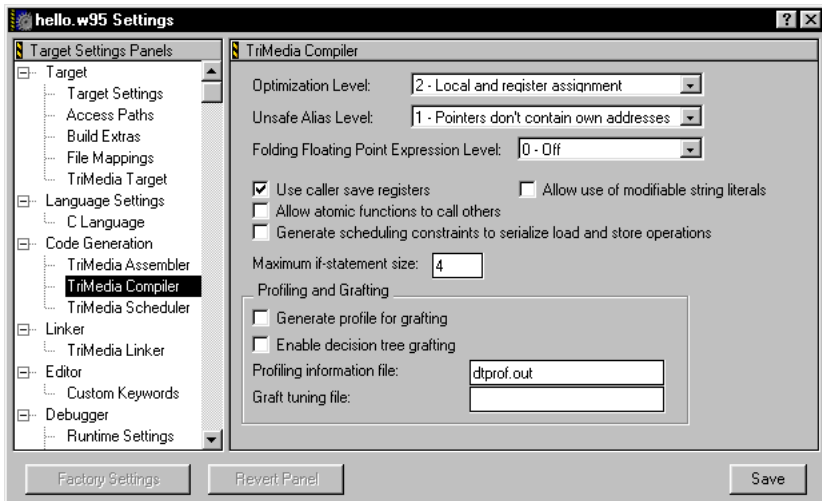 hello.w95 Settings
Target Settings Panels
Target
Target Settings
Access Paths
Build Extras
File Mappings
TriMedia Target
Language Settings
C Language
Code Generation
TriMedia Assembler
TriMedia Compiler
TriMedia Scheduler
Linker
TriMedia Linker
Editor
Custom Keywords
Debugger
Runtime Settings
TriMedia Compiler
Optimization Level: 2 - Local and register assignment
Unsafe Alias Level: 1 - Pointers don't contain own addresses
Folding Floating Point Expression Level: 0 - Off
Use caller save registers Allow use of modifiable string literals
Allow atomic functions to call others
Generate scheduling constraints to serialize load and store operations
Maximum if-statement size: 4
Profiling and Grafting
Generate profile for grafting
Enable decision tree grafting
Profiling information file: dtprof.out
Graft tuning file:
Factory Settings Revert Panel Save